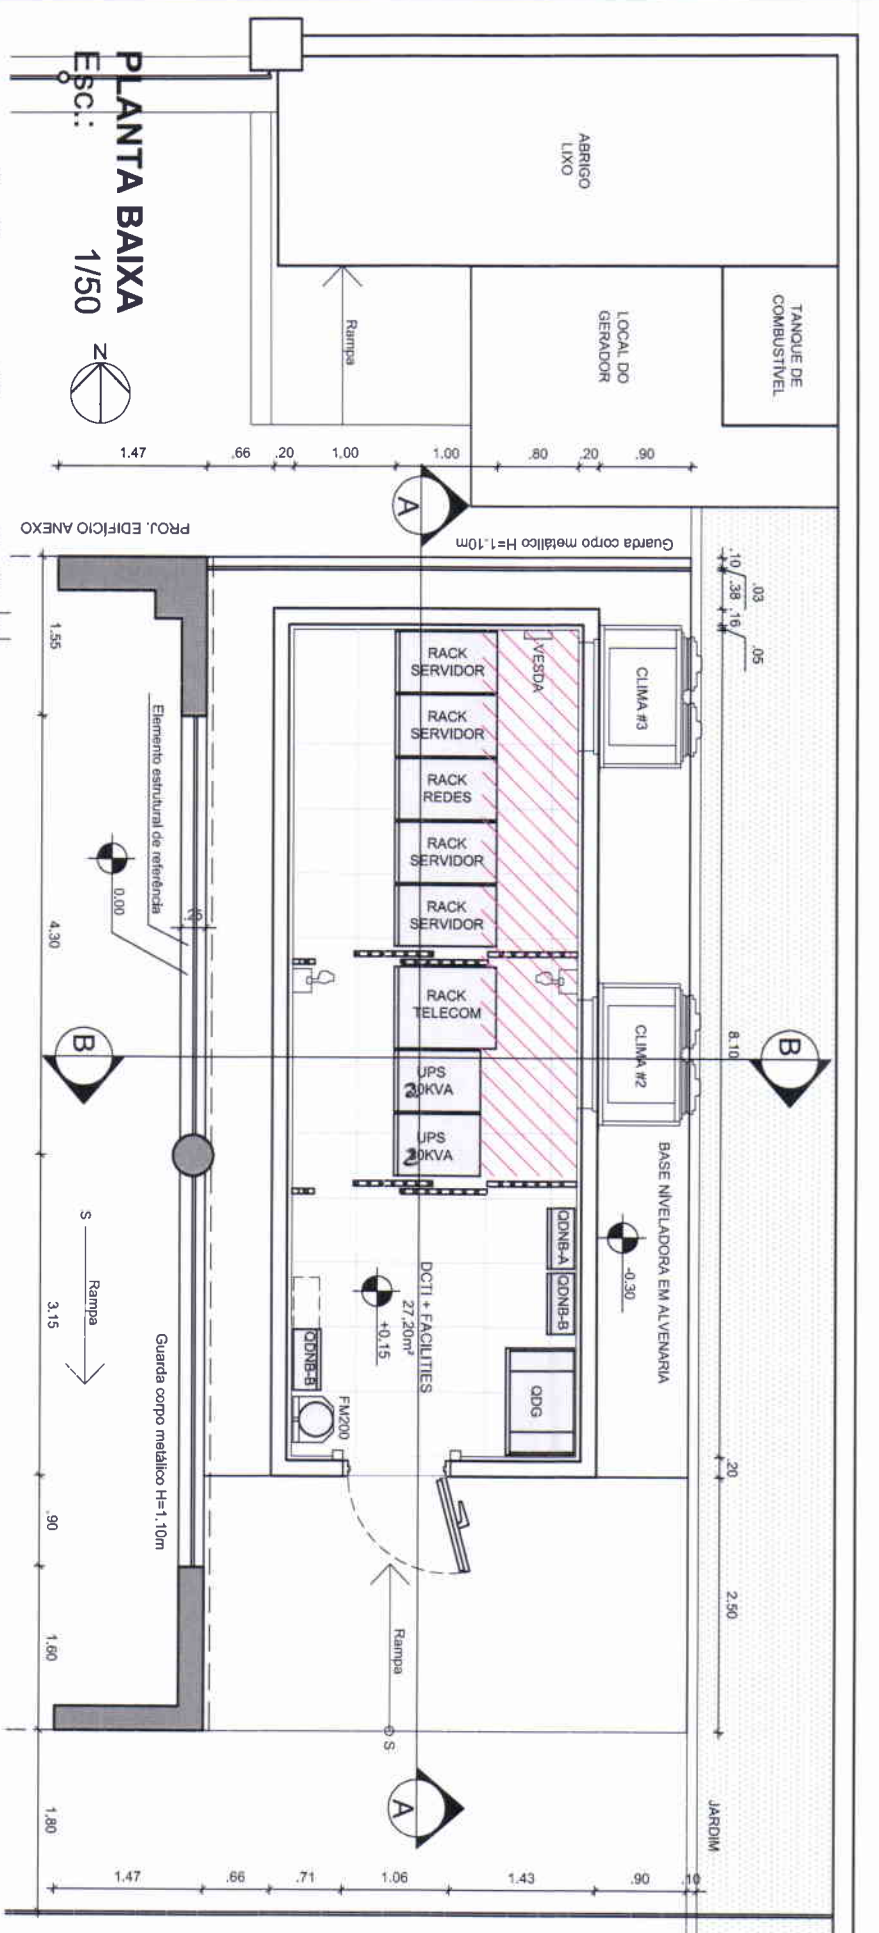 PLANTA BAIXA
Esc.: 1/50
N
ABRIGO
LIXO
TANQUE DE
COMBUSTÍVEL
LOCAL DO
GERADOR
Rampa
1.47
.66
.20
1,00
1.00
.80
.20
.90
A
PROJ. EDIFÍCIO ANEXO
Guarda corpo metálico H=1.10m
.10
.38
.16
.03
.05
1.55
4.30
3.15
.90
1.60
1.80
Elemento estrutural de referência
0.00
RACK
SERVIDOR
RACK
SERVIDOR
RACK
REDES
RACK
SERVIDOR
RACK
SERVIDOR
RACK
TELECOM
UPS
20KVA
UPS
20KVA
VESDA
CLIMA #3
CLIMA #2
8.10
B
B
BASE NIVELADORA EM ALVENARIA
-0.30
QDNB-A
QDNB-B
QDG
DCTI + FACILITIES
27,20m²
+0.15
QDNB-B
FM200
S
Rampa
Guarda corpo metálico H=1.10m
.20
2.50
Rampa
S
A
JARDIM
1.47
.66
.71
1.06
1.43
.90
.10